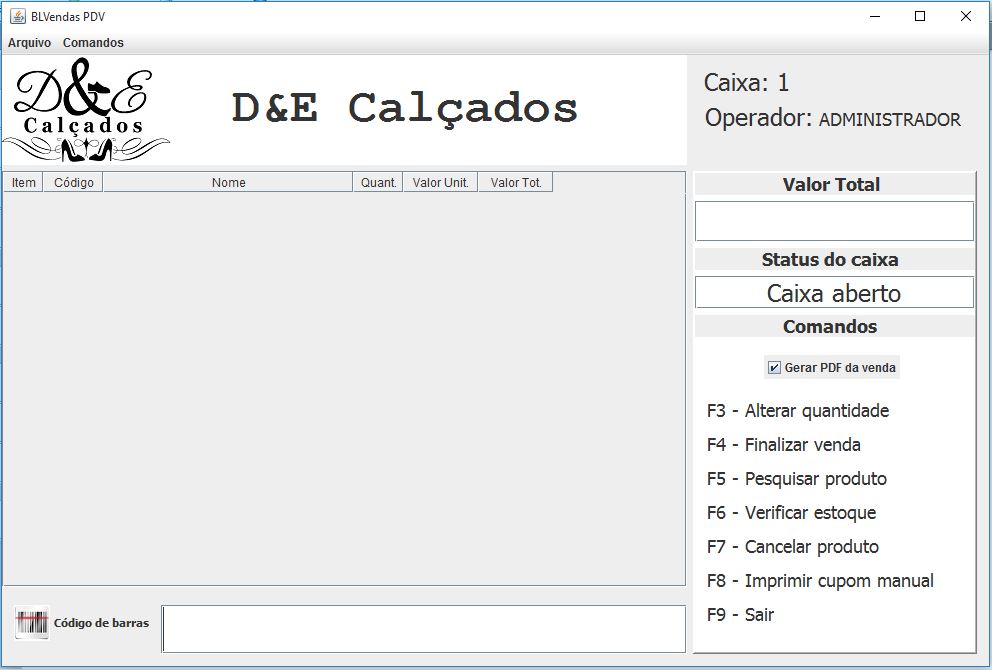 BLVendas PDV
Arquivo Comandos
D&E
Calçados
D&E Calçados
Caixa: 1
Operador: ADMINISTRADOR
Item Código Nome Quant. Valor Unit. Valor Tot.
Valor Total
Status do caixa
Caixa aberto
Comandos
Gerar PDF da venda
F3 - Alterar quantidade
F4 - Finalizar venda
F5 - Pesquisar produto
F6 - Verificar estoque
F7 - Cancelar produto
F8 - Imprimir cupom manual
F9 - Sair
Código de barras